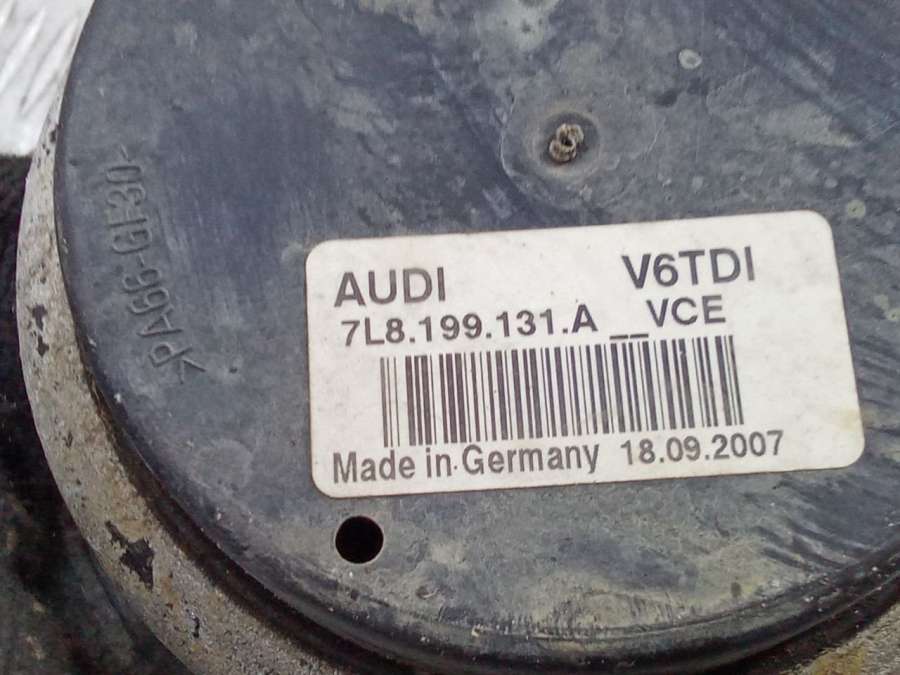 >PA66-GF30<
AUDI V6TDI
7L8.199.131.A __VCE
Made in Germany 18.09.2007